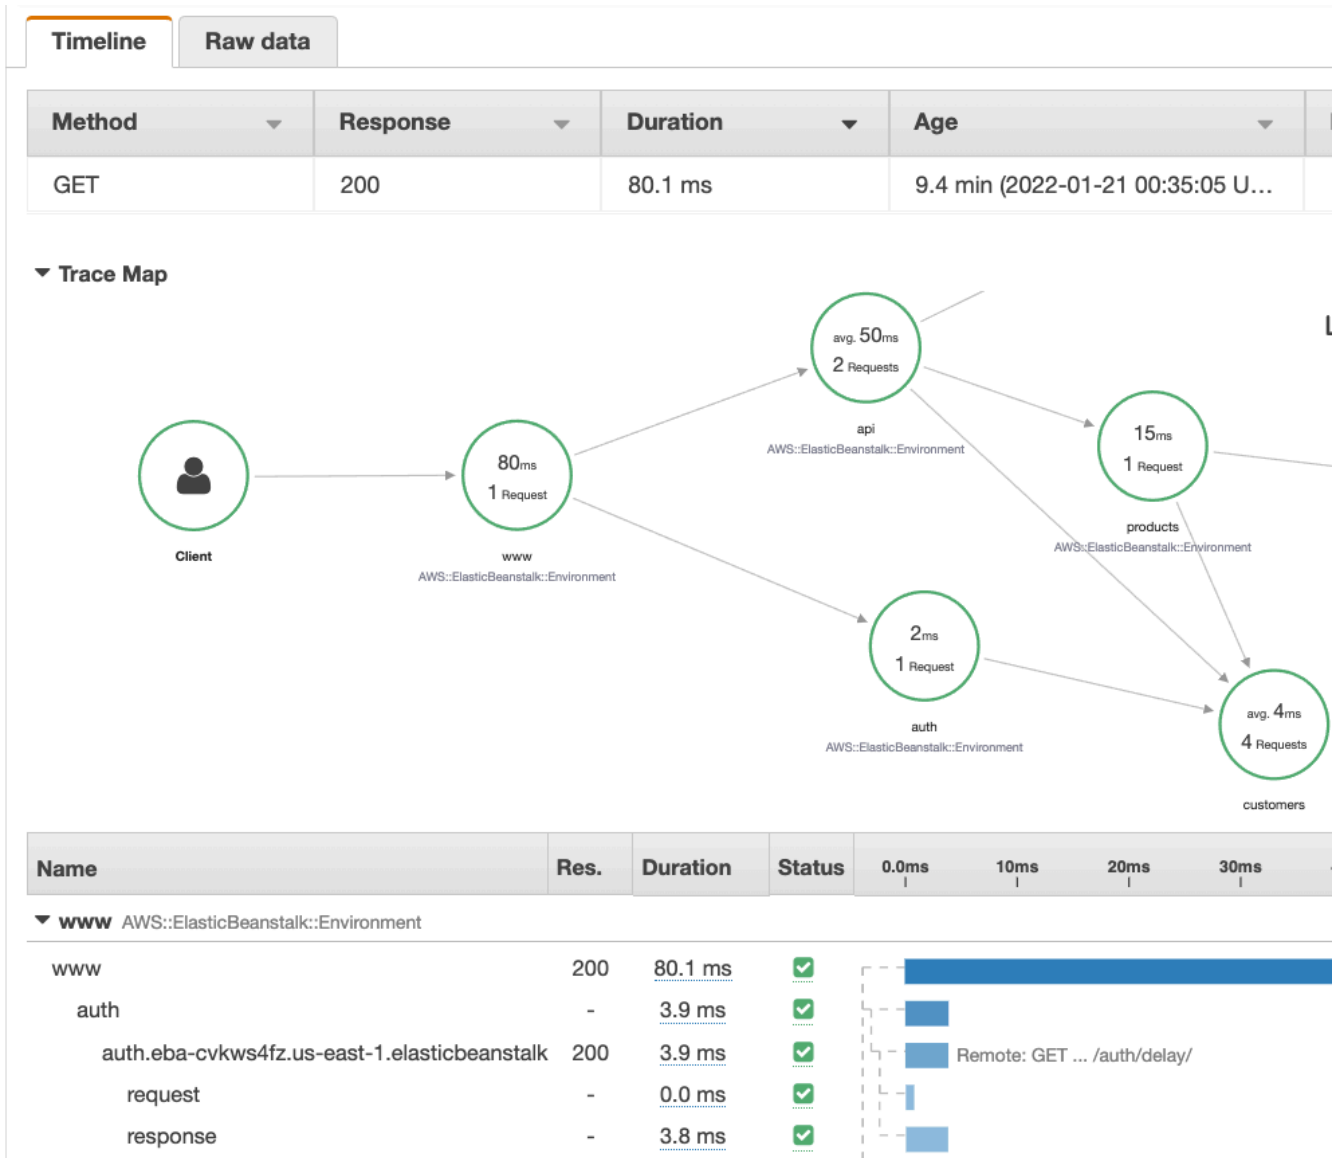 Timeline Raw data
Method Response Duration Age
GET 200 80.1 ms 9.4 min (2022-01-21 00:35:05 U...
Trace Map
avg. 50ms
2 Requests
api
AWS::ElasticBeanstalk::Environment
15ms
1 Request
products
AWS::ElasticBeanstalk::Environment
80ms
1 Request
Client
www
AWS::ElasticBeanstalk::Environment
2ms
1 Request
auth
AWS::ElasticBeanstalk::Environment
avg. 4ms
4 Requests
customers
Name Res. Duration Status 0.0ms 10ms 20ms 30ms
www AWS::ElasticBeanstalk::Environment
www 200 80.1 ms
auth - 3.9 ms
auth.eba-cvkws4fz.us-east-1.elasticbeanstalk 200 3.9 ms Remote: GET ... /auth/delay/
request - 0.0 ms
response - 3.8 ms